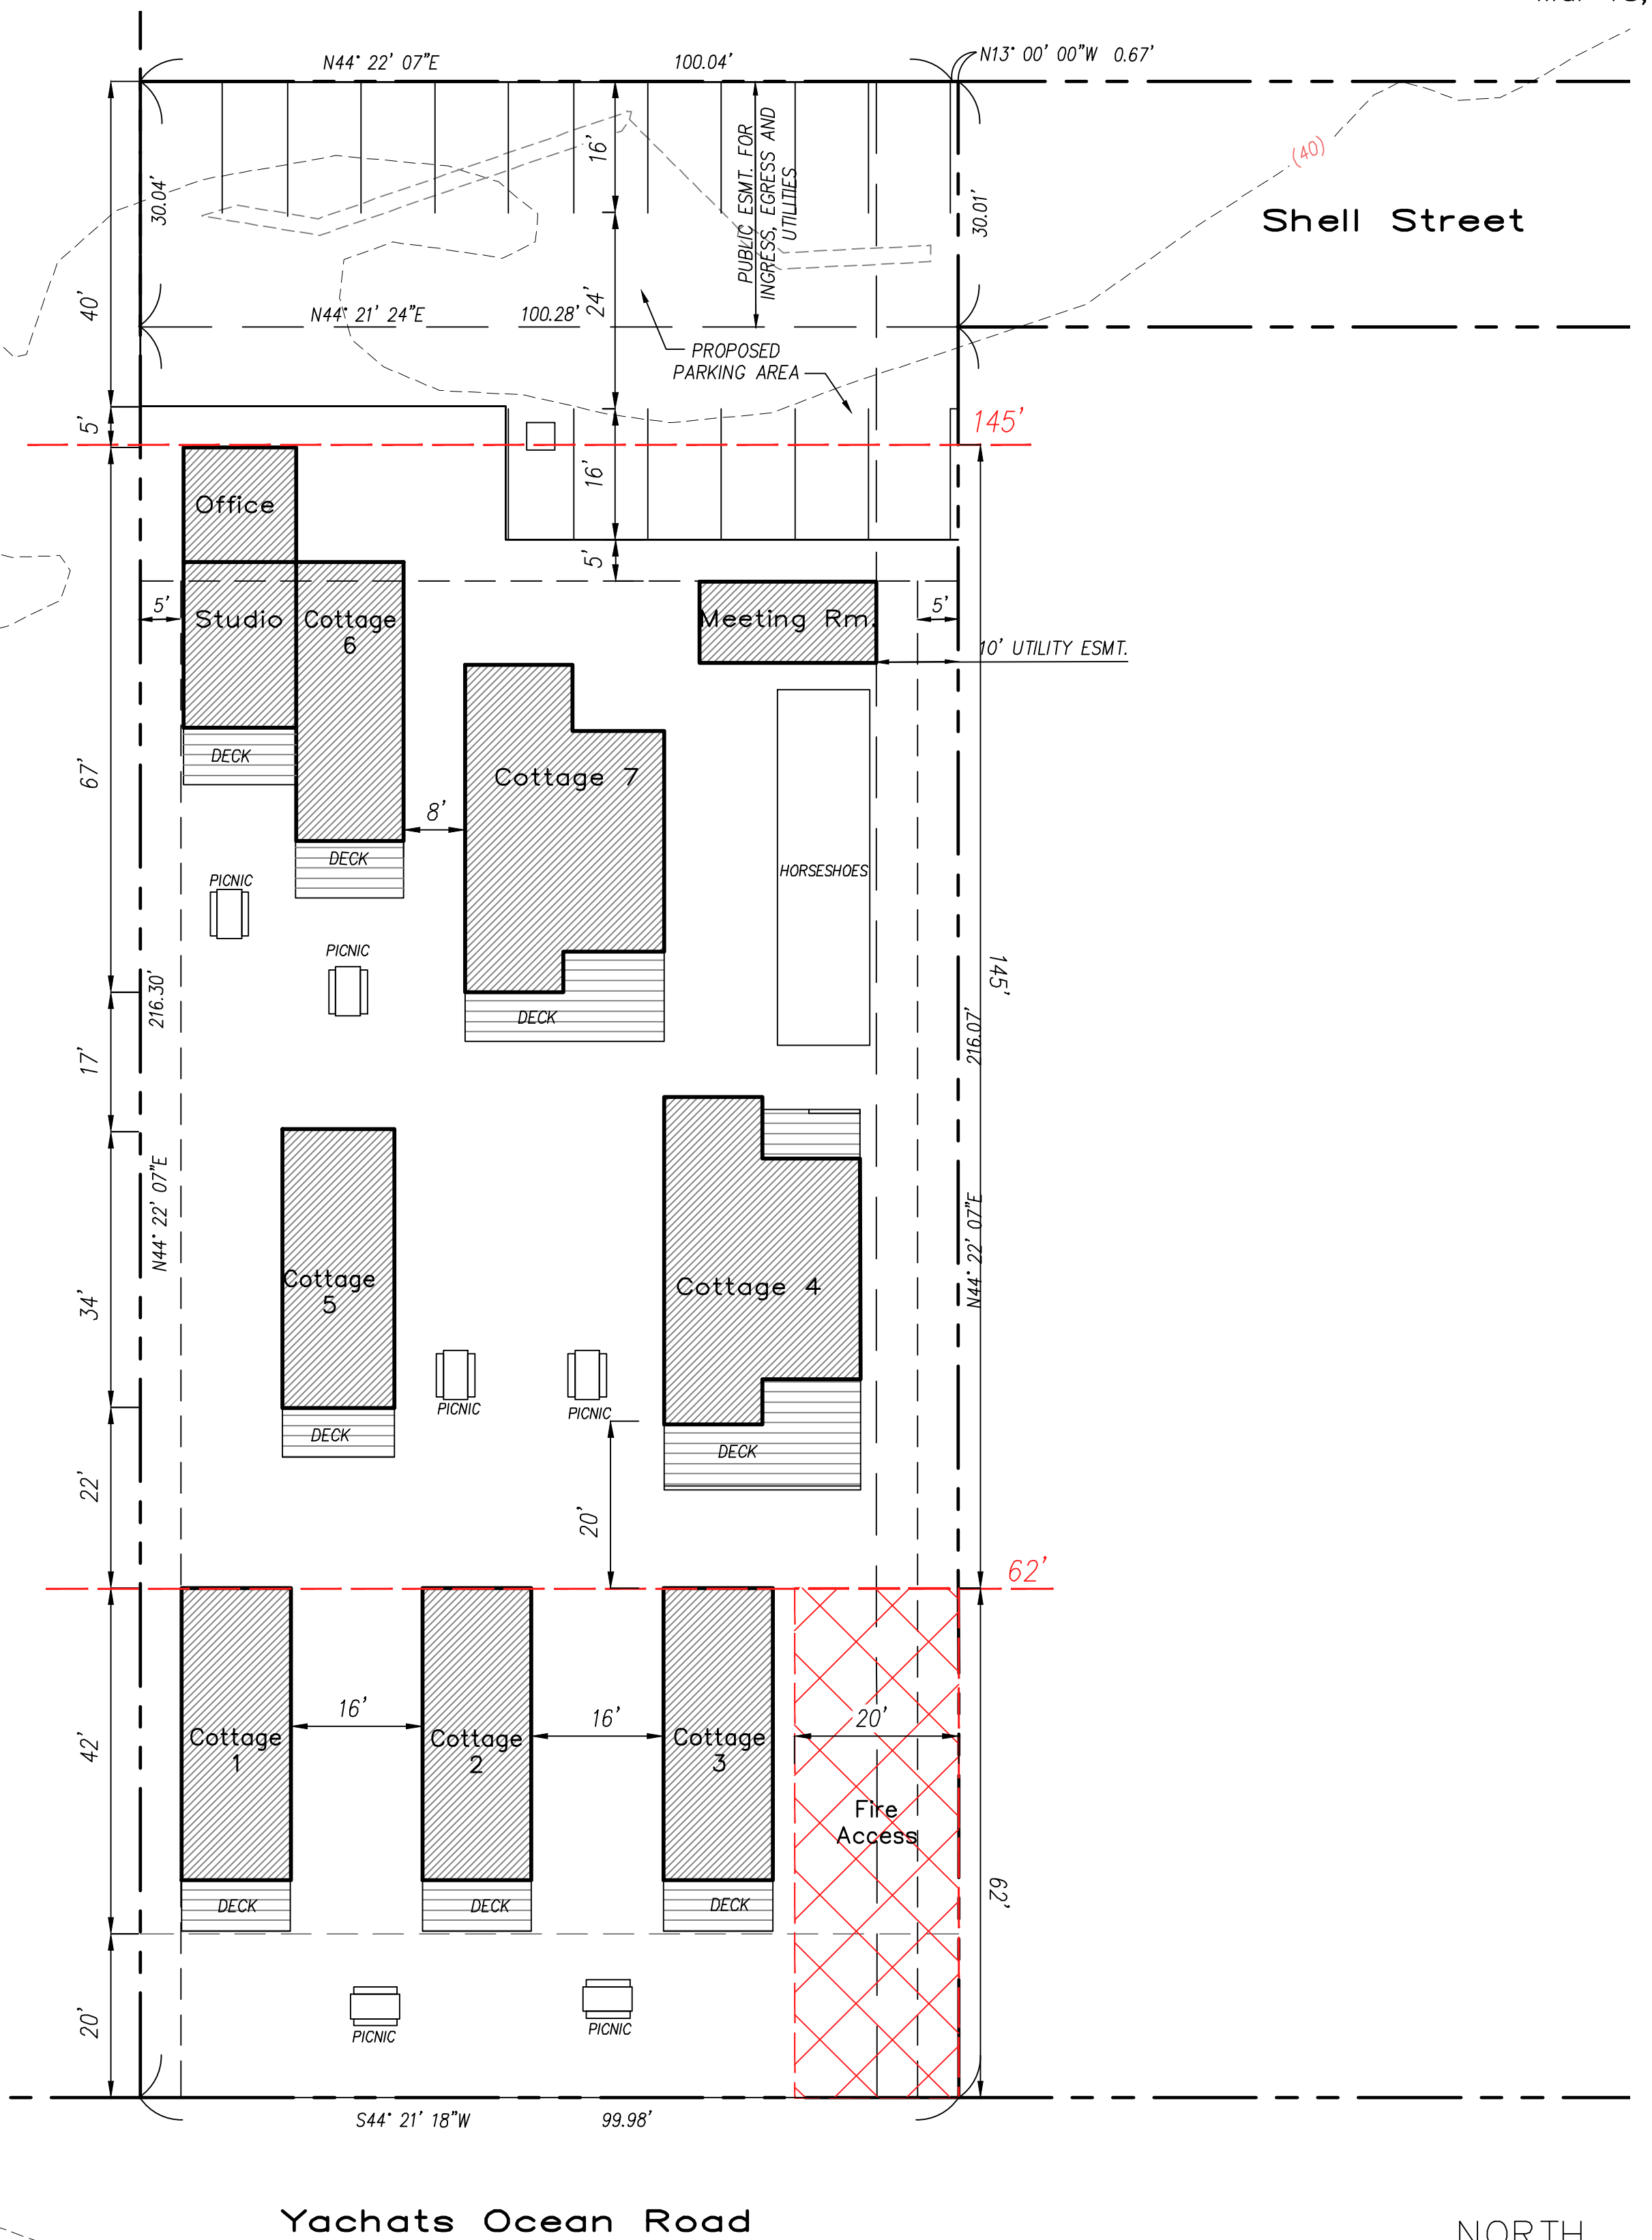 N44° 22' 07"E
100.04'
N13° 00' 00"W 0.67'
(40)
30.04'
16'
PUBLIC ESMT. FOR
INGRESS, EGRESS AND
UTILITIES
30.01'
Shell Street
40'
24'
N44° 21' 24"E
100.28'
PROPOSED
PARKING AREA
5'
145'
16'
Office
5'
5'
Studio
Cottage
6
Meeting Rm.
5'
10' UTILITY ESMT.
67'
DECK
Cottage 7
8'
DECK
HORSESHOES
PICNIC
PICNIC
216.30'
DECK
145'
216.07'
17'
N44° 22' 07"E
N44° 22' 07"E
Cottage
5
Cottage 4
34'
PICNIC
PICNIC
DECK
DECK
22'
20'
62'
16'
16'
20'
Cottage
1
Cottage
2
Cottage
3
42'
Fire
Access
DECK
DECK
DECK
62'
20'
PICNIC
PICNIC
S44° 21' 18"W
99.98'
Yachats Ocean Road
NORTH